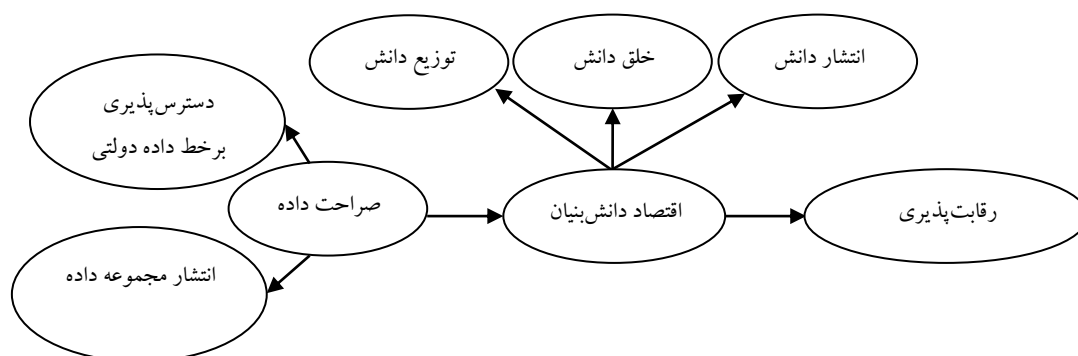 انتشار دانش
خلق دانش
توزیع دانش
دسترس‌پذیری
برخط داده دولتی
رقابت‌پذیری
اقتصاد دانش‌بنیان
صراحت داده
انتشار مجموعه داده